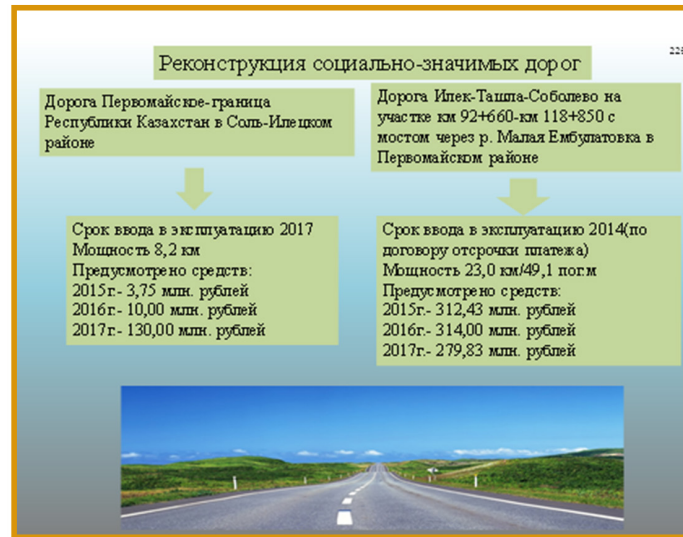 Реконструкция социально-значимых дорог
Дорога Первомайское-граница
Республики Казахстан в Соль-Илецком
районе
Дорога Илек-Ташла-Соболево на
участке км 92+660-км 118+850 с
мостом через р. Малая Ембулатовка в
Первомайском районе
Срок ввода в эксплуатацию 2017
Мощность 8,2 км
Предусмотрено средств:
2015г.- 3,75 млн. рублей
2016г.- 10,00 млн. рублей
2017г.- 130,00 млн. рублей
Срок ввода в эксплуатацию 2014(по
договору отсрочки платежа)
Мощность 23,0 км/49,1 пог.м
Предусмотрено средств:
2015г.- 312,43 млн. рублей
2016г.- 314,00 млн. рублей
2017г.- 279,83 млн. рублей